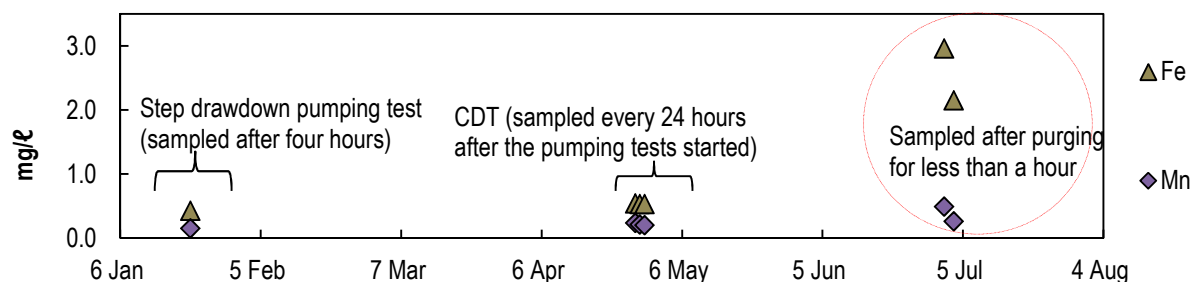 3.0
Fe
2.0
Step drawdown pumping test
(sampled after four hours)
CDT (sampled every 24 hours
after the pumping tests started)
Sampled after purging
for less than a hour
mg/ℓ
1.0
Mn
0.0
6 Jan 5 Feb 7 Mar 6 Apr 6 May 5 Jun 5 Jul 4 Aug